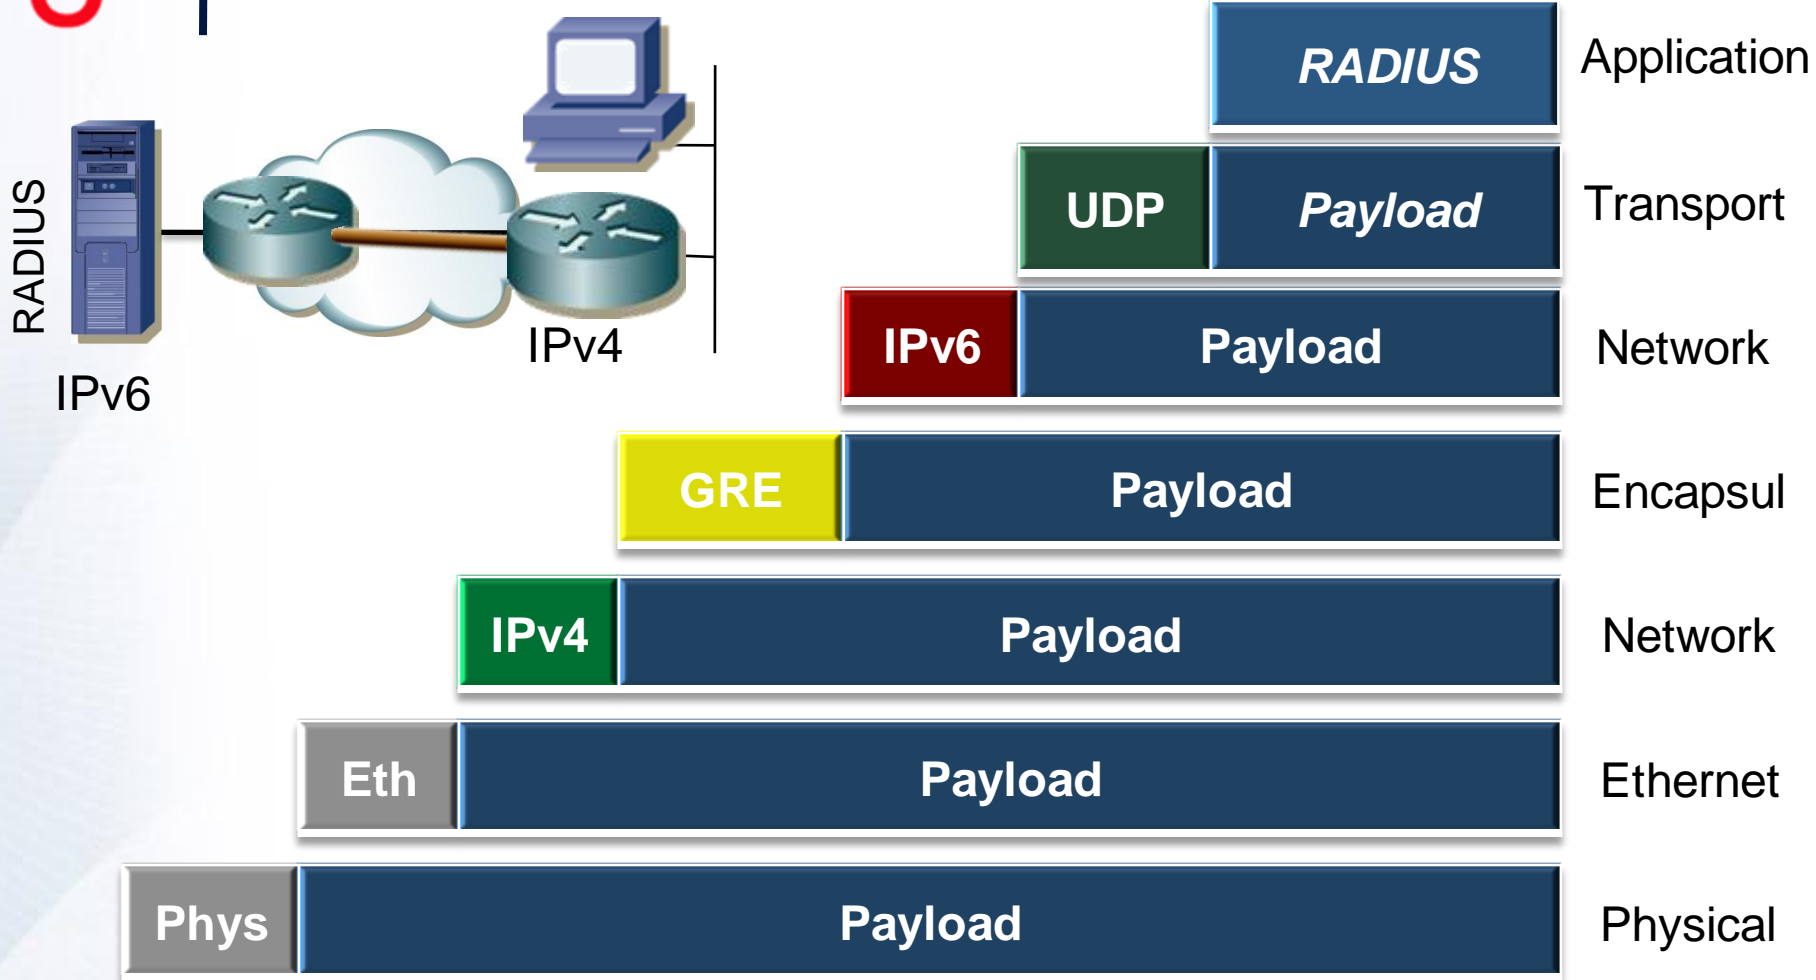 RADIUS
IPv6
IPv4
RADIUS Application
UDP Payload Transport
IPv6 Payload Network
GRE Payload Encapsul
IPv4 Payload Network
Eth Payload Ethernet
Phys Payload Physical